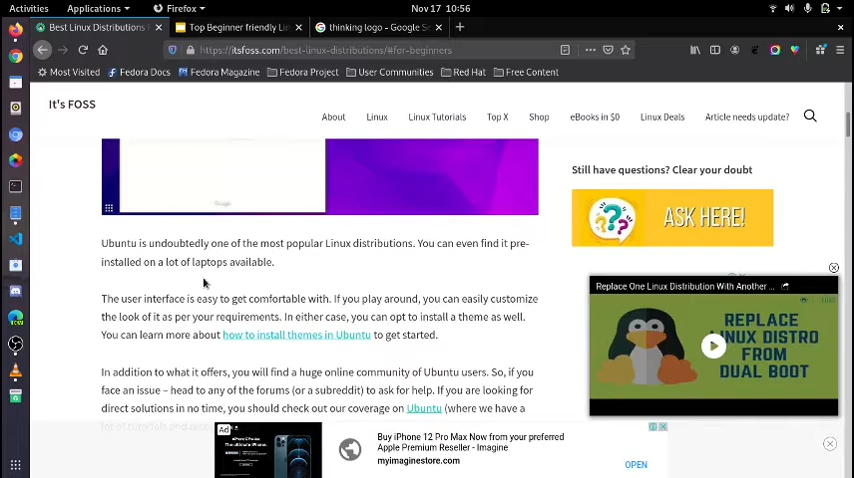 Activities Applications Firefox Nov 17 10:56
Best Linux Distributions Top Beginner friendly Lin thinking logo - Google Se
https://itsfoss.com/best-linux-distributions/#for-beginners
Most Visited Fedora Docs Fedora Magazine Fedora Project User Communities Red Hat Free Content
It's FOSS
About Linux Linux Tutorials Top X Shop eBooks in $0 Linux Deals Article needs update?
Still have questions? Clear your doubt
ASK HERE!
Ubuntu is undoubtedly one of the most popular Linux distributions. You can even find it pre-
installed on a lot of laptops available.
The user interface is easy to get comfortable with. If you play around, you can easily customize
the look of it as per your requirements. In either case, you can opt to install a theme as well.
You can learn more about how to install themes in Ubuntu to get started.
In addition to what it offers, you will find a huge online community of Ubuntu users. So, if you
face an issue – head to any of the forums (or a subreddit) to ask for help. If you are looking for
direct solutions in no time, you should check out our coverage on Ubuntu (where we have a
Replace One Linux Distribution With Another ...
REPLACE
LINUX DISTRO
FROM
DUAL BOOT
Ad
Buy iPhone 12 Pro Max Now from your preferred
Apple Premium Reseller - Imagine
myimaginestore.com
OPEN